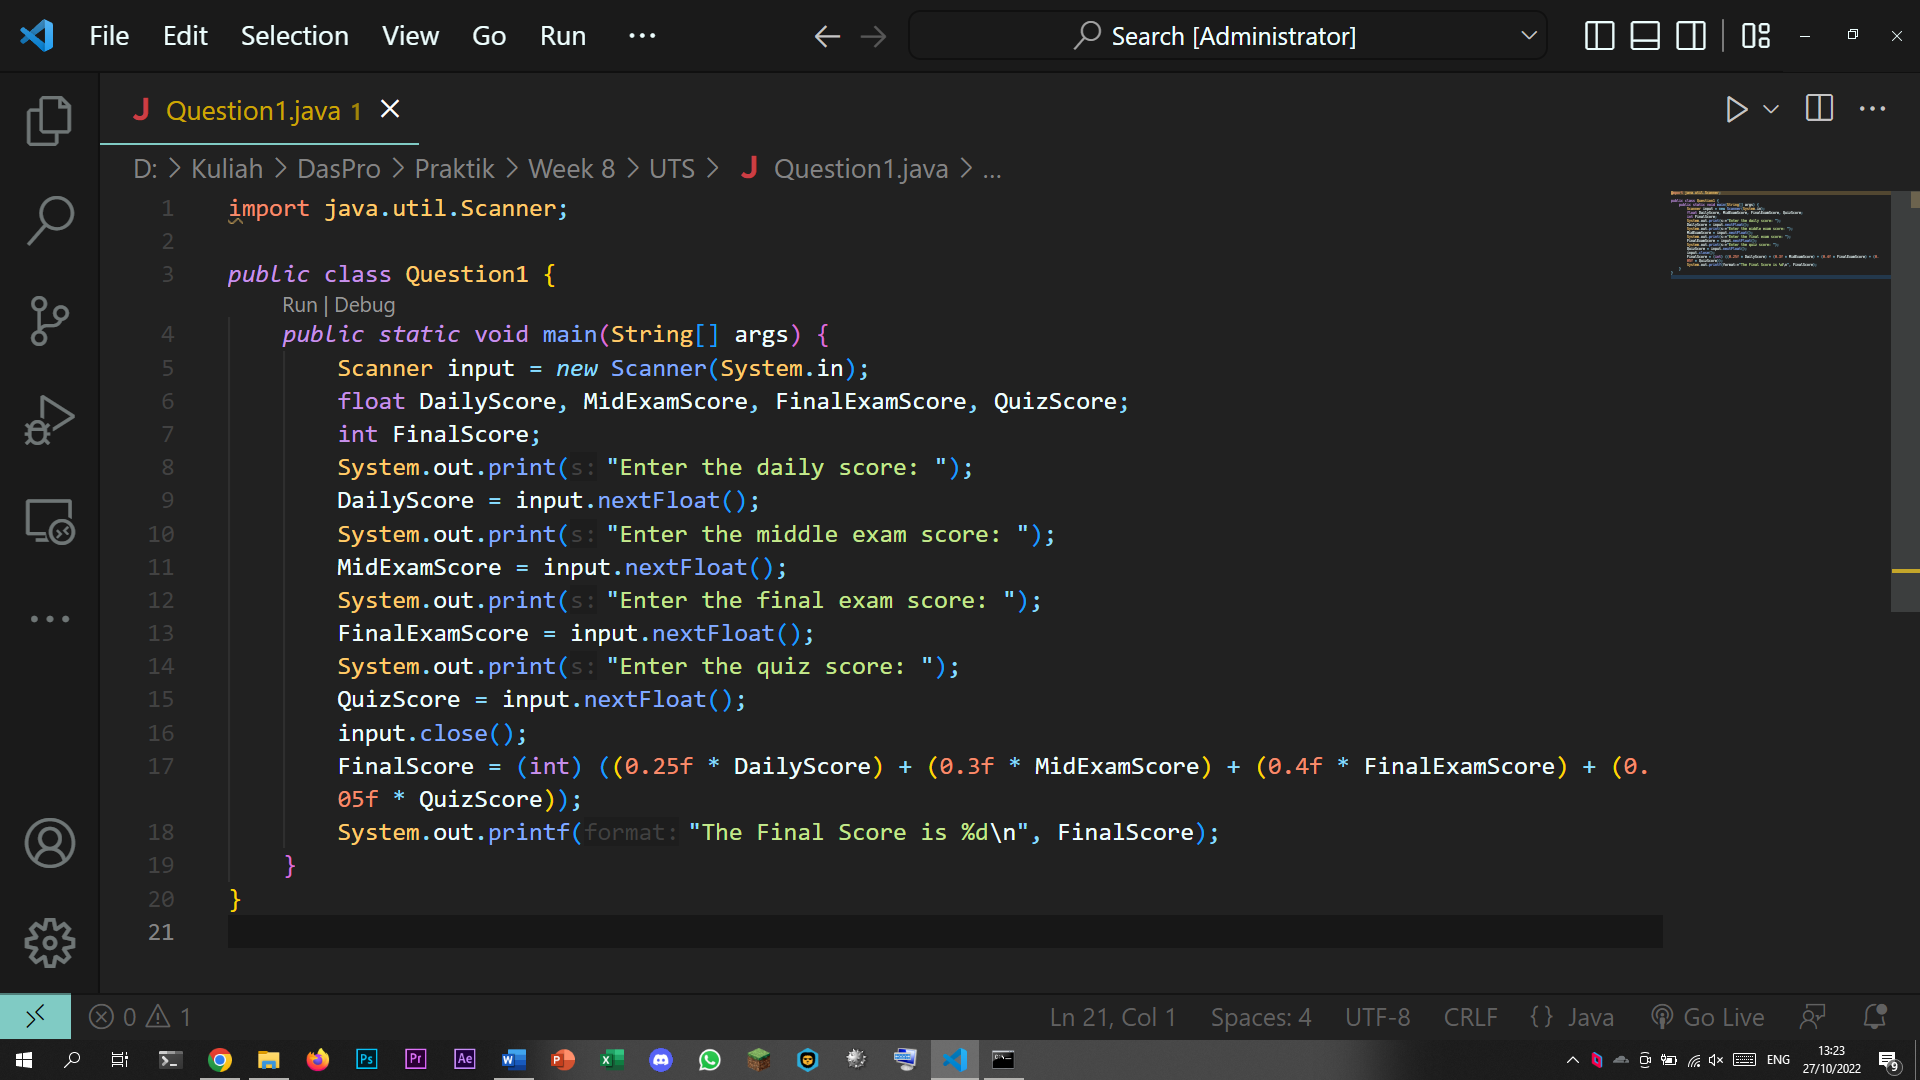 File Edit Selection View Go Run ···
Search [Administrator]
J Question1.java 1
D: > Kuliah > DasPro > Praktik > Week 8 > UTS > J Question1.java > ...
1 import java.util.Scanner;
2
3 public class Question1 {
Run | Debug
4 public static void main(String[] args) {
5 Scanner input = new Scanner(System.in);
6 float DailyScore, MidExamScore, FinalExamScore, QuizScore;
7 int FinalScore;
8 System.out.print(s: "Enter the daily score: ");
9 DailyScore = input.nextFloat();
10 System.out.print(s: "Enter the middle exam score: ");
11 MidExamScore = input.nextFloat();
12 System.out.print(s: "Enter the final exam score: ");
13 FinalExamScore = input.nextFloat();
14 System.out.print(s: "Enter the quiz score: ");
15 QuizScore = input.nextFloat();
16 input.close();
17 FinalScore = (int) ((0.25f * DailyScore) + (0.3f * MidExamScore) + (0.4f * FinalExamScore) + (0.
05f * QuizScore));
18 System.out.printf(format: "The Final Score is %d\n", FinalScore);
19 }
20 }
21
0 1 Ln 21, Col 1 Spaces: 4 UTF-8 CRLF {} Java Go Live
Ps Pr Ae ENG 13:23
27/10/2022 9